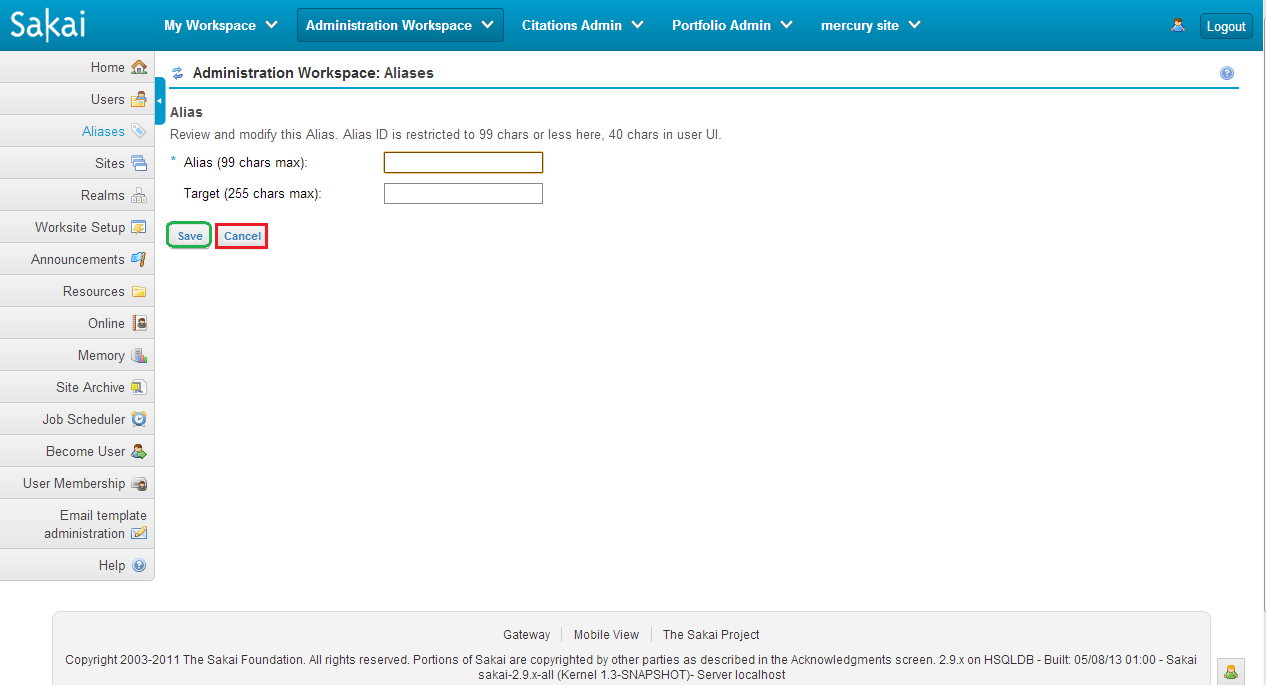 Sakai
My Workspace Administration Workspace Citations Admin Portfolio Admin mercury site Logout
Home
Users
Aliases
Sites
Realms
Worksite Setup
Announcements
Resources
Online
Memory
Site Archive
Job Scheduler
Become User
User Membership
Email template
administration
Help
Administration Workspace: Aliases
Alias
Review and modify this Alias. Alias ID is restricted to 99 chars or less here, 40 chars in user UI.
* Alias (99 chars max):
Target (255 chars max):
Save Cancel
Gateway Mobile View The Sakai Project
Copyright 2003-2011 The Sakai Foundation. All rights reserved. Portions of Sakai are copyrighted by other parties as described in the Acknowledgments screen. 2.9.x on HSQLDB - Built: 05/08/13 01:00 - Sakai
sakai-2.9.x-all (Kernel 1.3-SNAPSHOT)- Server localhost